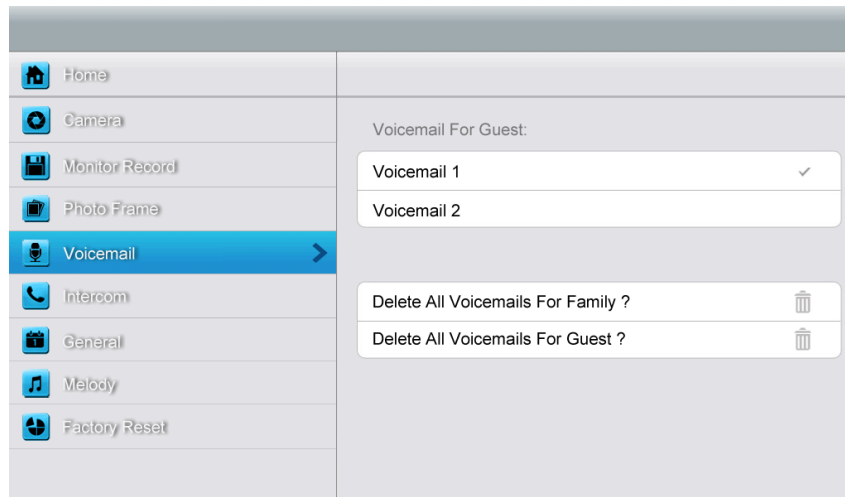 Home
Camera
Monitor Record
Photo Frame
Voicemail
Intercom
General
Melody
Factory Reset
Voicemail For Guest:
Voicemail 1
Voicemail 2
Delete All Voicemails For Family ?
Delete All Voicemails For Guest ?
1